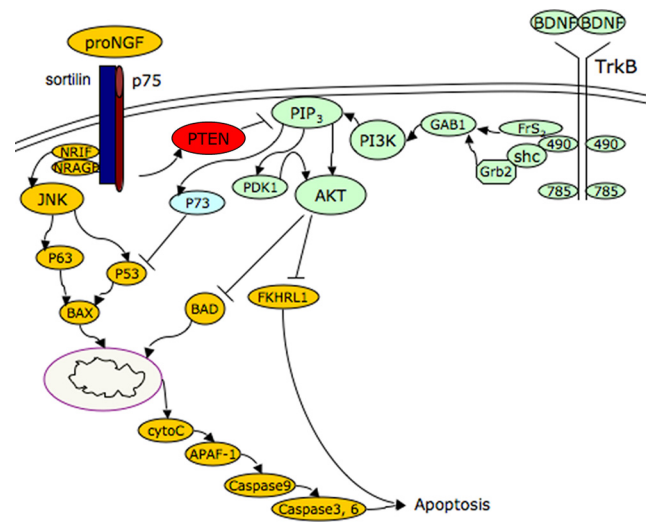 BDNF BDNF
proNGF
TrkB
sortilin p75
PIP3
PTEN
PI3K
GAB1
FrS2
490 490
shc
Grb2
NRIF
NRAGE
JNK
PDK1
AKT
P73
785 785
P63
P53
BAX
BAD
FKHRL1
cytoC
APAF-1
Caspase9
Caspase3, 6
Apoptosis